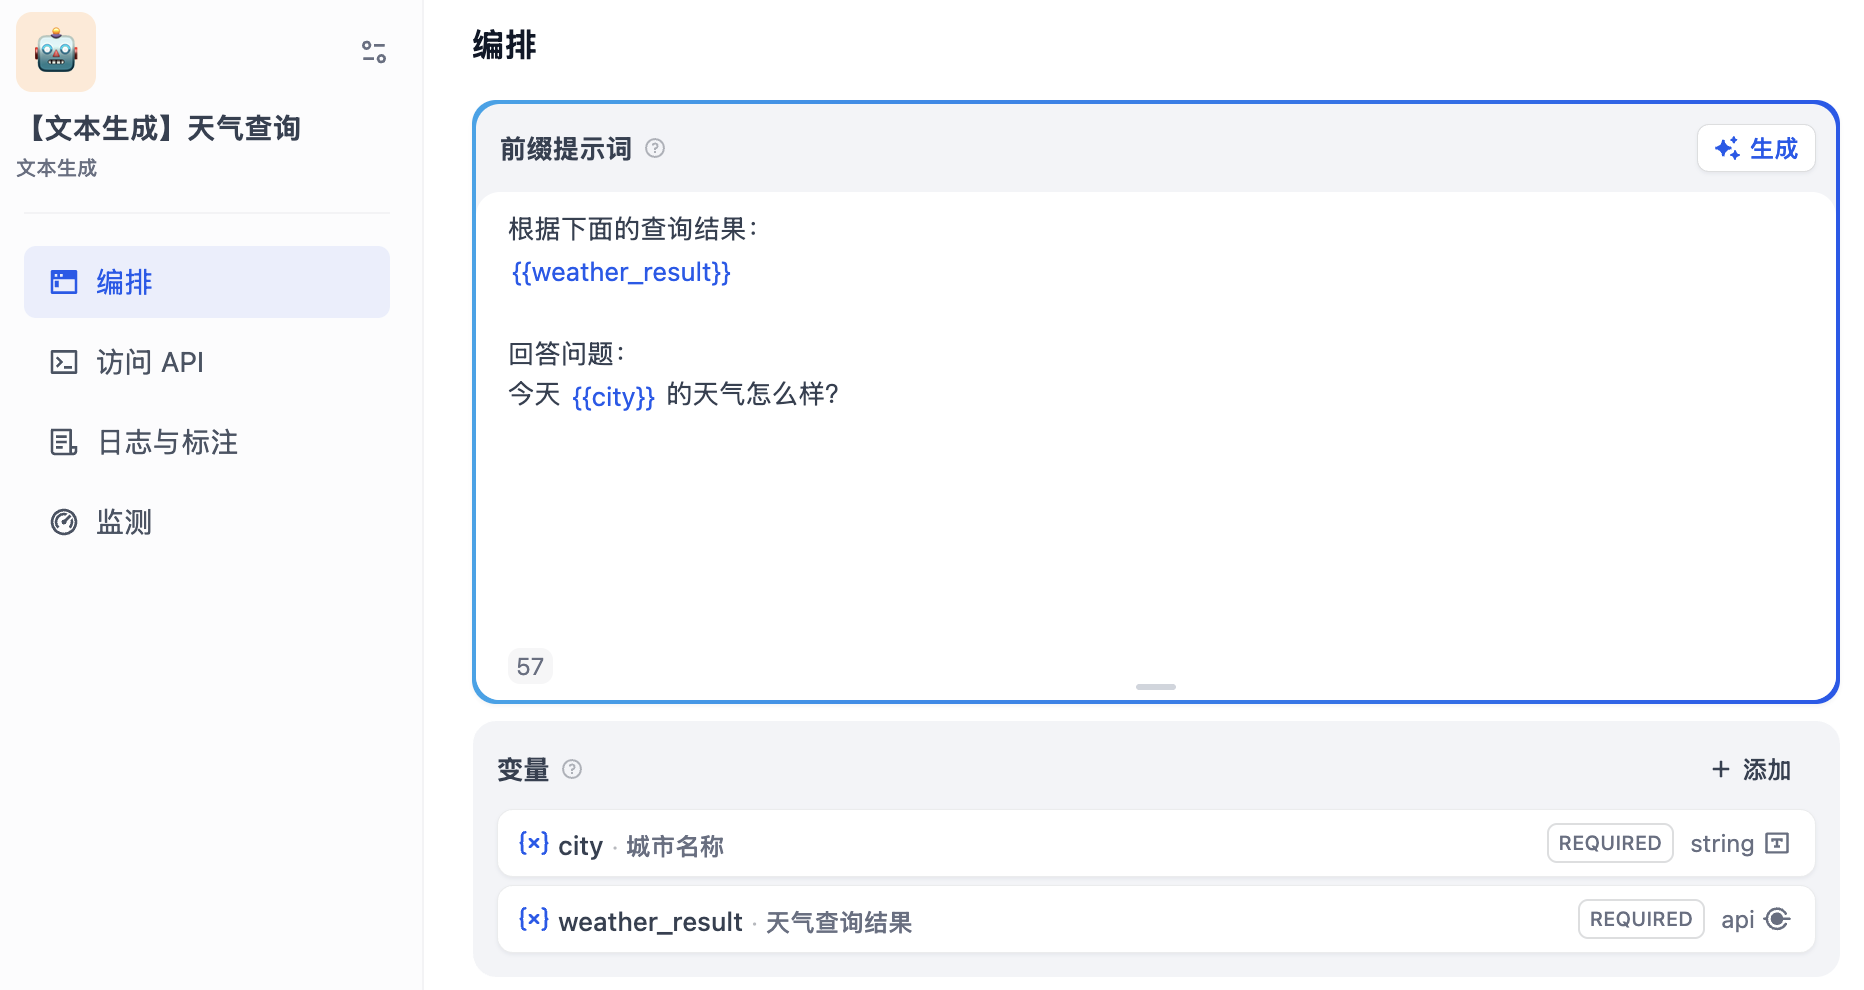 【文本生成】天气查询
文本生成
编排
访问 API
日志与标注
监测
编排
前缀提示词
生成
根据下面的查询结果：
{{weather_result}}
回答问题：
今天 {{city}} 的天气怎么样?
57
变量
添加
city · 城市名称 REQUIRED string
weather_result · 天气查询结果 REQUIRED api